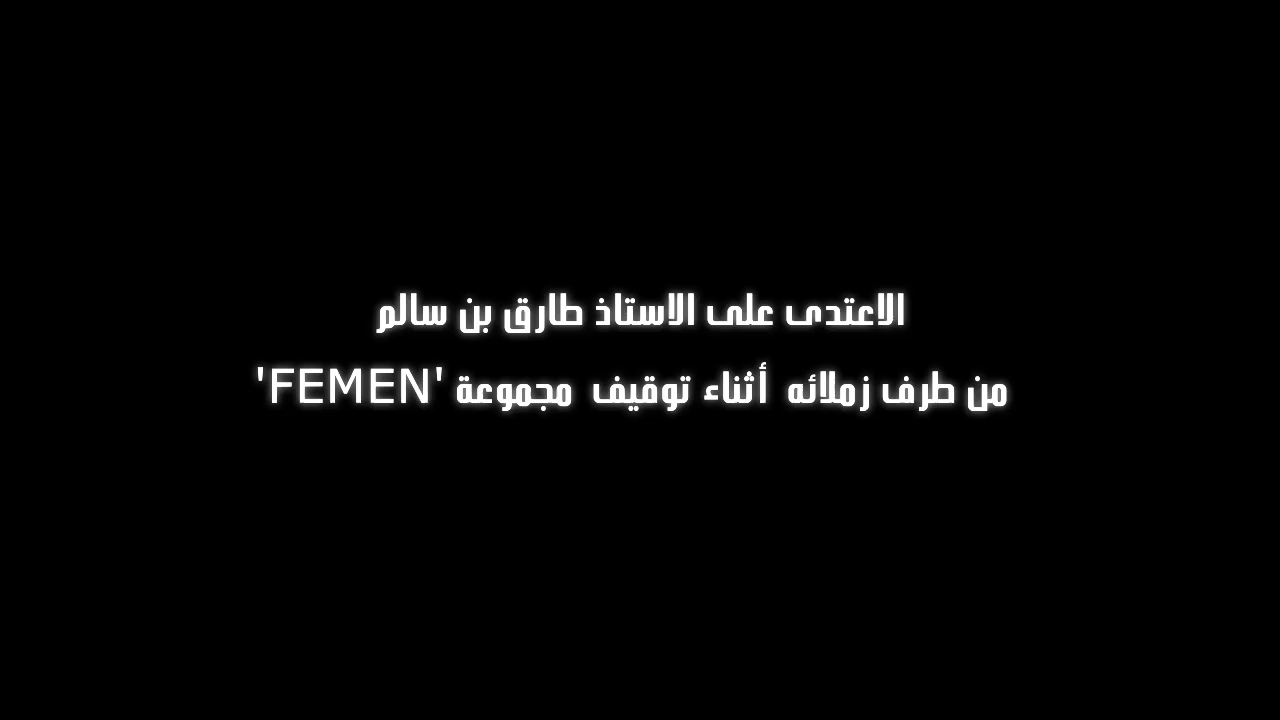 الاعتدى على الاستاذ طارق بن سالم
من طرف زملائه أثناء توقيف مجموعة 'FEMEN'